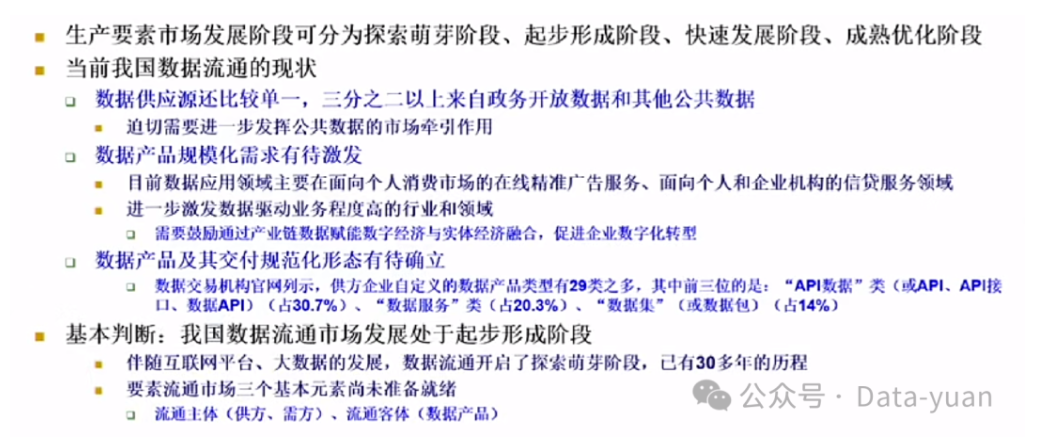 生产要素市场发展阶段可分为探索萌芽阶段、起步形成阶段、快速发展阶段、成熟优化阶段
当前我国数据流通的现状
数据供应源还比较单一，三分之二以上来自政务开放数据和其他公共数据
迫切需要进一步发挥公共数据的市场牵引作用
数据产品规模化需求有待激发
目前数据应用领域主要在面向个人消费市场的在线精准广告服务、面向个人和企业机构的信贷服务领域
进一步激发数据驱动业务程度高的行业和领域
需要鼓励通过产业链数据赋能数字经济与实体经济融合，促进企业数字化转型
数据产品及其交付规范化形态有待确立
数据交易机构官网列示，供方企业自定义的数据产品类型有29类之多，其中前三位的是：“API数据”类（或API、API接
口、数据API）（占30.7%）、“数据服务”类（占20.3%）、“数据集”（或数据包）（占14%）
基本判断：我国数据流通市场发展处于起步形成阶段
伴随互联网平台、大数据的发展，数据流通开启了探索萌芽阶段，已有30多年的历程
要素流通市场三个基本元素尚未准备就绪
流通主体（供方、需方）、流通客体（数据产品）
公众号 · Data-yuan